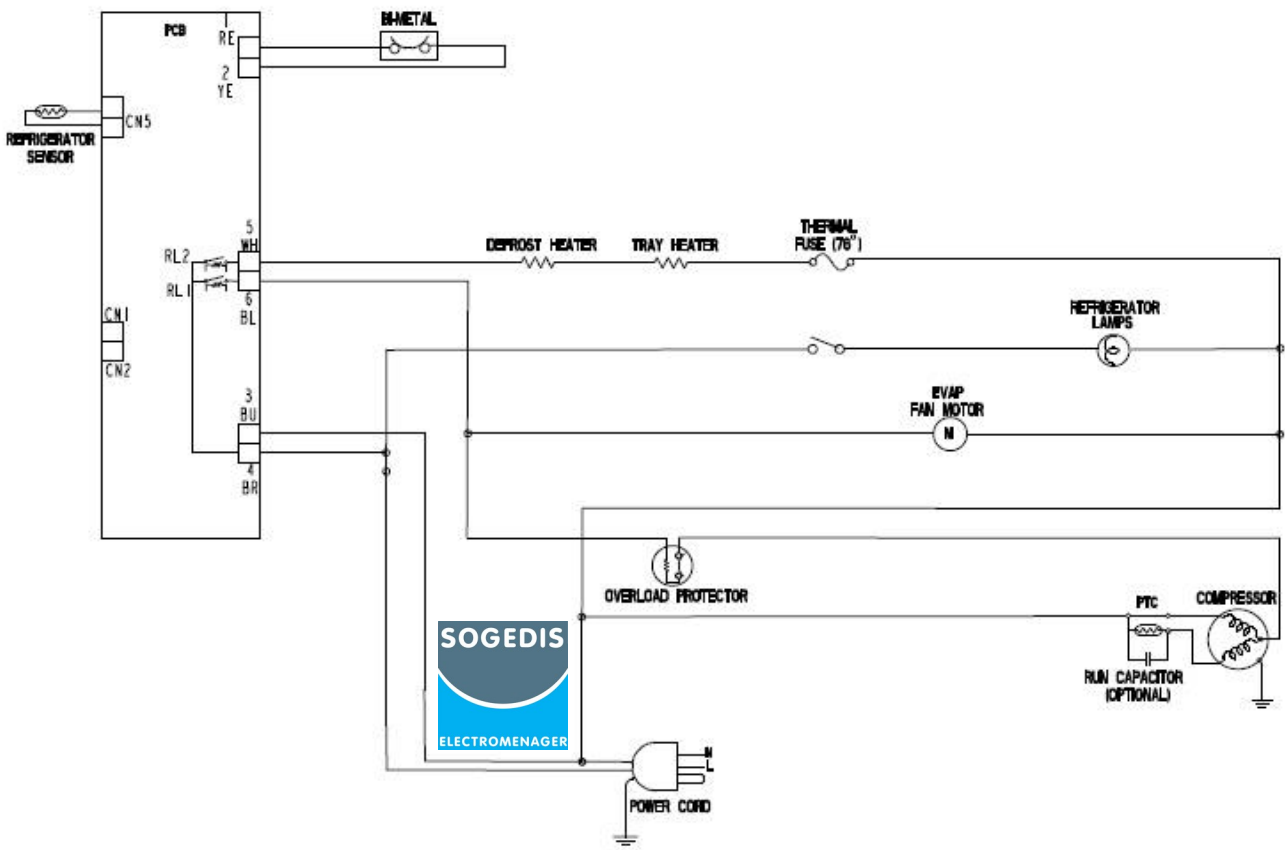 PCB
1
RE
2
YE
BI-METAL
CN5
REFRIGERATOR
SENSOR
5
WH
RL2
RL1
6
BL
DEFROST HEATER
TRAY HEATER
THERMAL
FUSE (76°)
REFRIGERATOR
LAMPS
CN1
CN2
3
BU
4
BR
EVAP
FAN MOTOR
M
OVERLOAD PROTECTOR
PTC
COMPRESSOR
RUN CAPACITOR
(OPTIONAL)
SOGEDIS
ELECTROMENAGER
N
L
POWER CORD